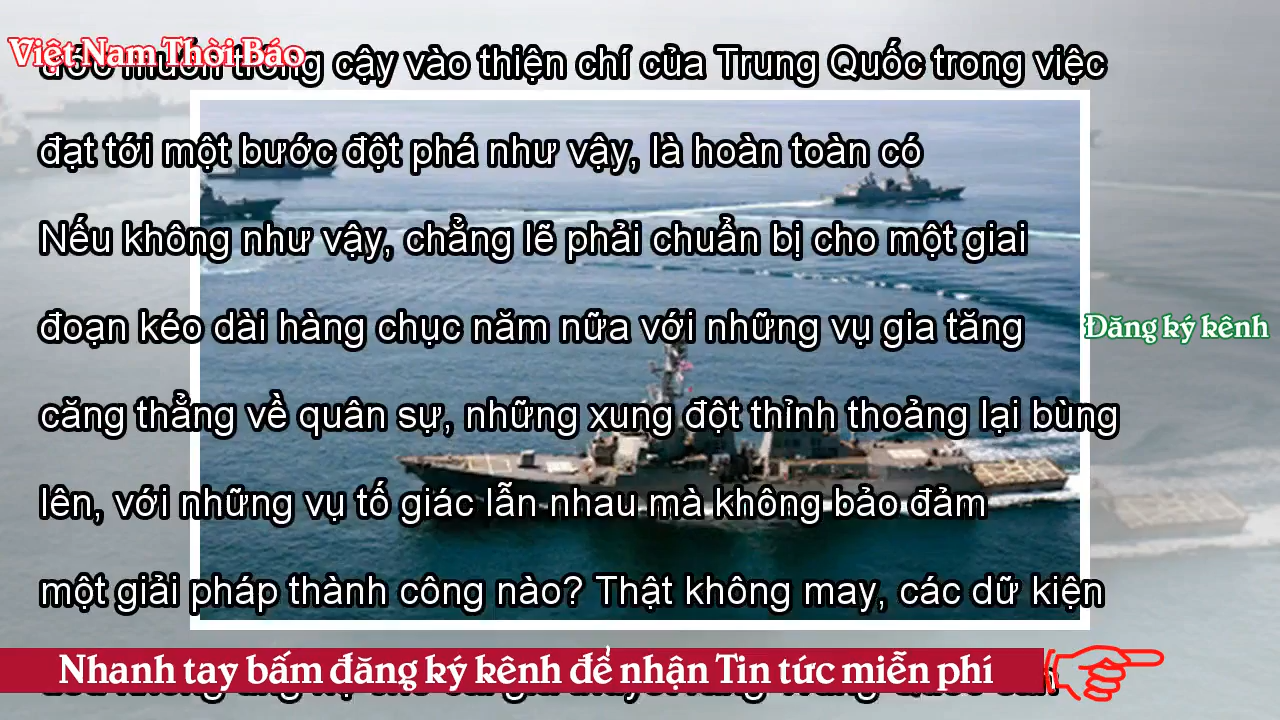 Việt Nam Thời Báo
ước muốn trông cậy vào thiện chí của Trung Quốc trong việc
đạt tới một bước đột phá như vậy, là hoàn toàn có
Nếu không như vậy, chẳng lẽ phải chuẩn bị cho một giai
đoạn kéo dài hàng chục năm nữa với những vụ gia tăng
Đăng ký kênh
căng thẳng về quân sự, những xung đột thỉnh thoảng lại bùng
lên, với những vụ tố giác lẫn nhau mà không bảo đảm
một giải pháp thành công nào? Thật không may, các dữ kiện
Nhanh tay bấm đăng ký kênh để nhận Tin tức miễn phí